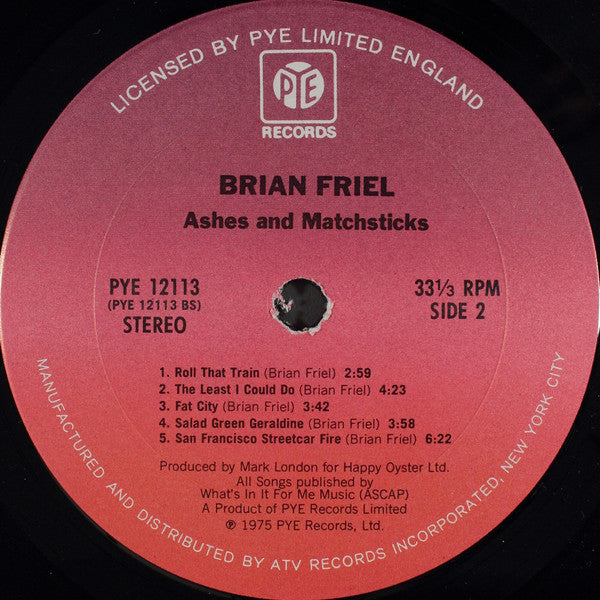 LICENSED BY PYE LIMITED ENGLAND
PYE
RECORDS
BRIAN FRIEL
Ashes and Matchsticks
PYE 12113
(PYE 12113 BS)
STEREO
33⅓ RPM
SIDE 2
1. Roll That Train (Brian Friel) 2:59
2. The Least I Could Do (Brian Friel) 4:23
3. Fat City (Brian Friel) 3:42
4. Salad Green Geraldine (Brian Friel) 3:58
5. San Francisco Streetcar Fire (Brian Friel) 6:22
Produced by Mark London for Happy Oyster Ltd.
All Songs published by
What's In It For Me Music (ASCAP)
A Product of PYE Records Limited
℗ 1975 PYE Records, Ltd.
MANUFACTURED AND DISTRIBUTED BY ATV RECORDS INCORPORATED, NEW YORK CITY